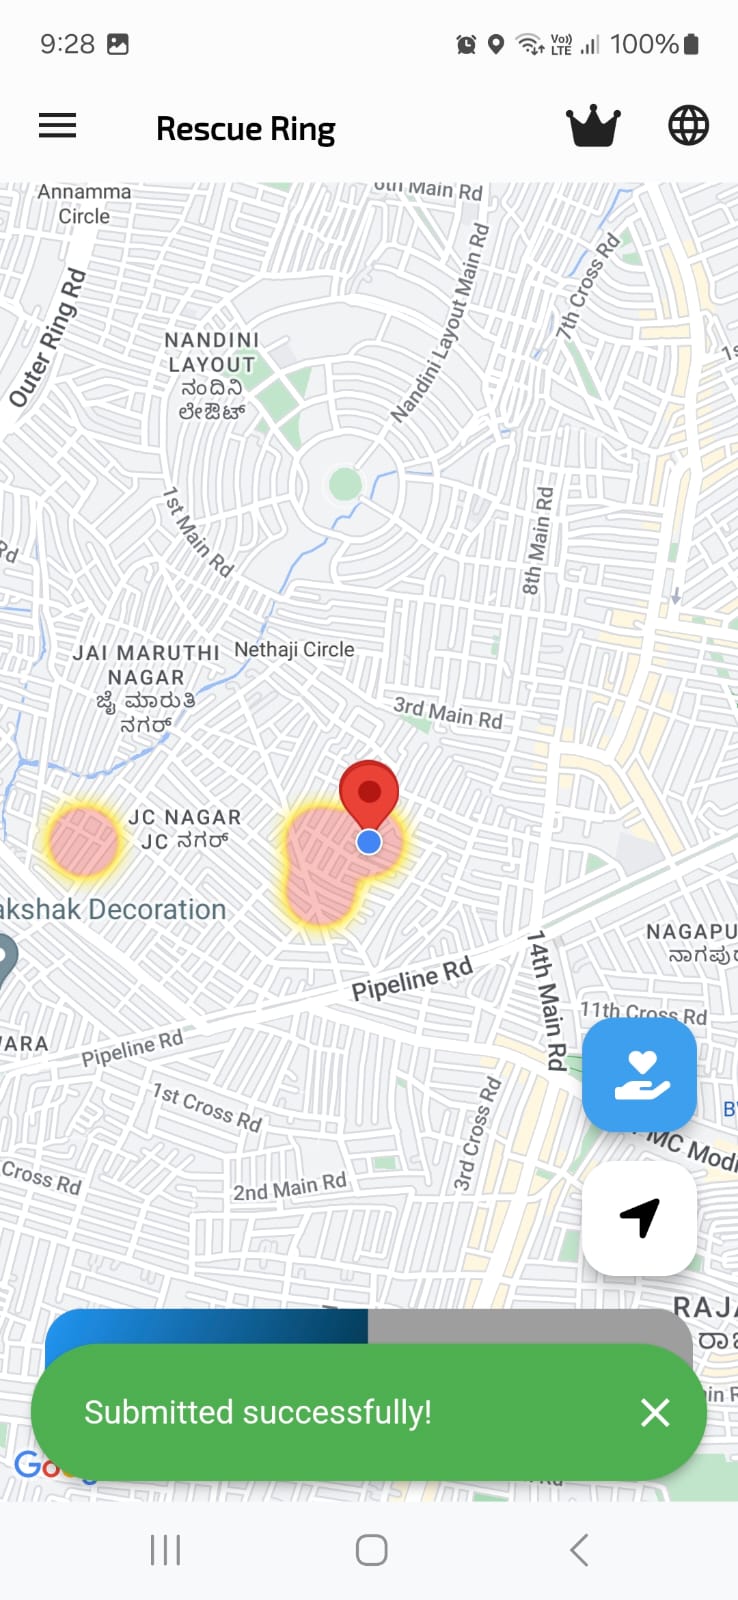 9:28
Vo))
LTE
100%
Rescue Ring
Annamma
Circle
6th Main Rd
Outer Ring Rd
Nandini Layout Main Rd
7th Cross Rd
NANDINI
LAYOUT
ನಂದಿನಿ
ಲೇಔಟ್
1st Main Rd
8th Main Rd
Rd
JAI MARUTHI
NAGAR
ಜೈ ಮಾರುತಿ
ನಗರ್
Nethaji Circle
3rd Main Rd
JC NAGAR
JC ನಗರ್
akshak Decoration
NAGAPU
ನಾಗಪು
Pipeline Rd
14th Main Rd
11th Cross Rd
ARA
Pipeline Rd
1st Cross Rd
3rd Cross Rd
MC Modi
Cross Rd
2nd Main Rd
RAJA
ರಾಜ
in R
Submitted successfully!
Goog